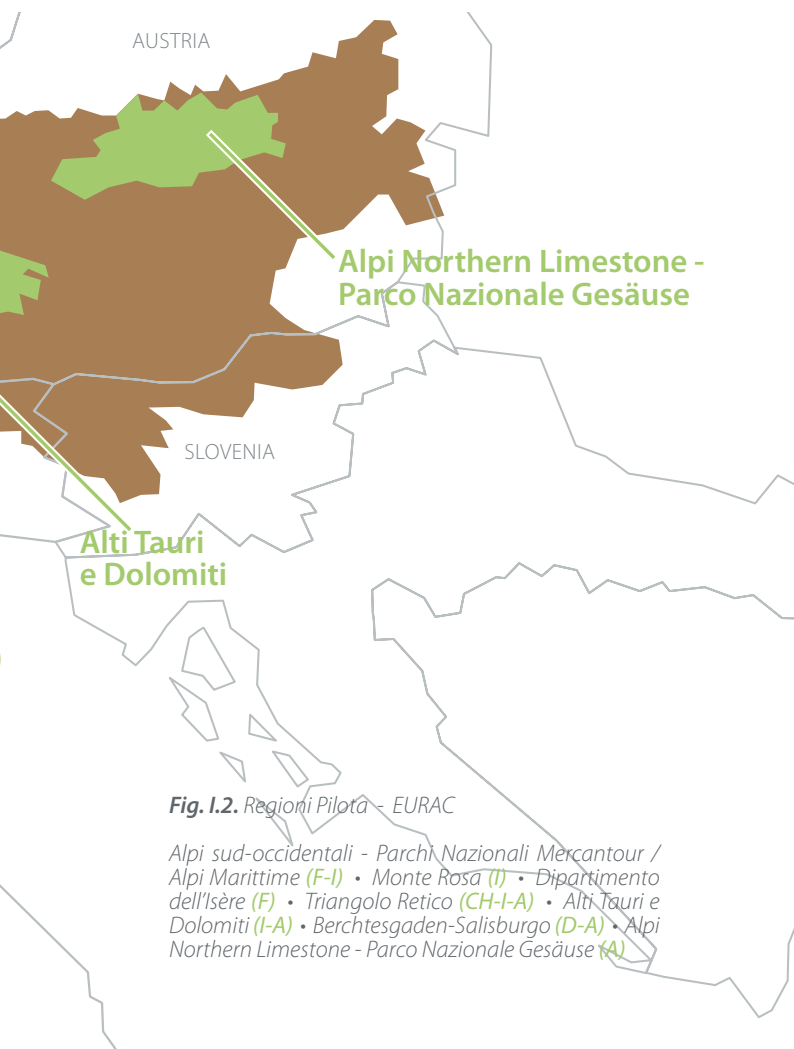 AUSTRIA
Alpi Northern Limestone -
Parco Nazionale Gesäuse
SLOVENIA
Alti Tauri
e Dolomiti
Fig. I.2. Regioni Pilota - EURAC
Alpi sud-occidentali - Parchi Nazionali Mercantour /
Alpi Marittime (F-I) • Monte Rosa (I) • Dipartimento
dell'Isère (F) • Triangolo Retico (CH-I-A) • Alti Tauri e
Dolomiti (I-A) • Berchtesgaden-Salisburgo (D-A) • Alpi
Northern Limestone - Parco Nazionale Gesäuse (A)